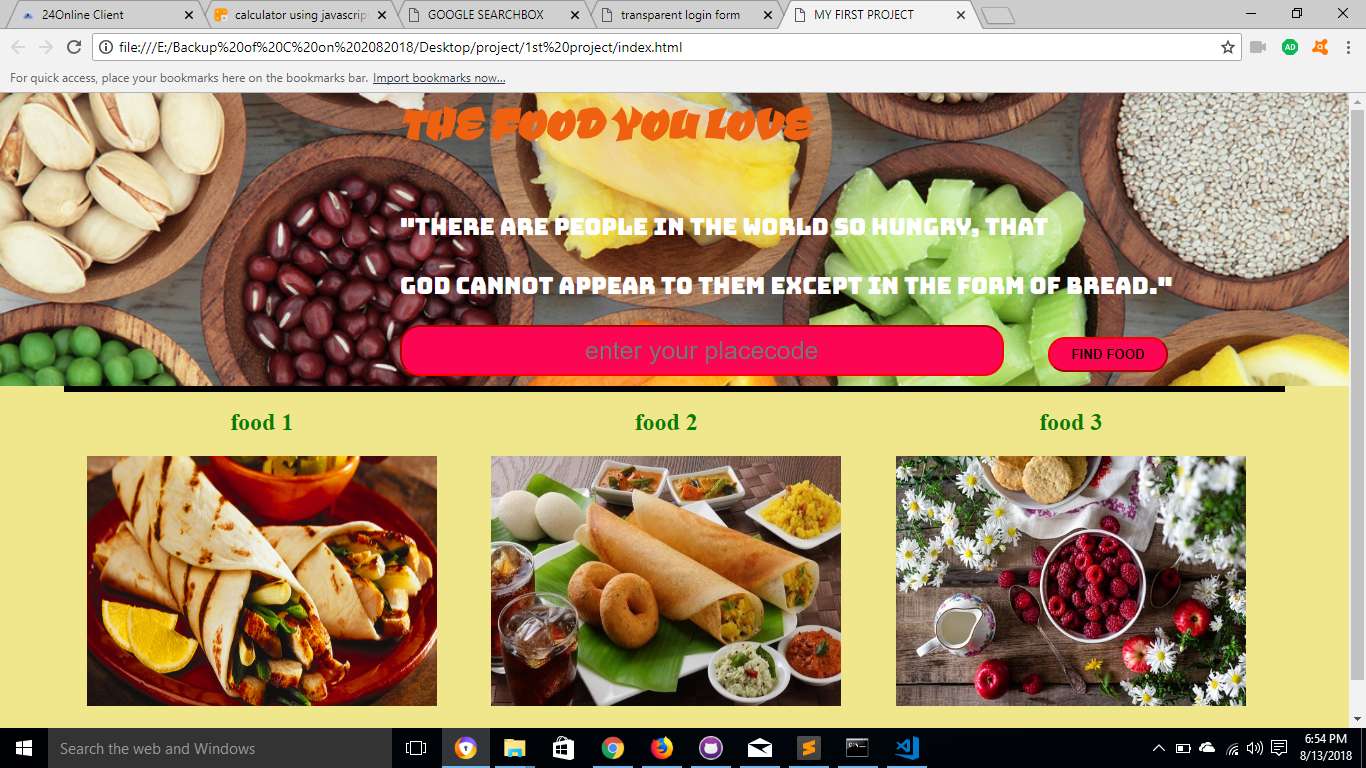 24Online Client
calculator using javascrip
GOOGLE SEARCHBOX
transparent login form
MY FIRST PROJECT
file:///E:/Backup%20of%20C%20on%202082018/Desktop/project/1st%20project/index.html
AD
For quick access, place your bookmarks here on the bookmarks bar. Import bookmarks now...
THE FOOD YOU LOVE
"THERE ARE PEOPLE IN THE WORLD SO HUNGRY, THAT
GOD CANNOT APPEAR TO THEM EXCEPT IN THE FORM OF BREAD."
enter your placecode
FIND FOOD
food 1
food 2
food 3
Search the web and Windows
6:54 PM
8/13/2018